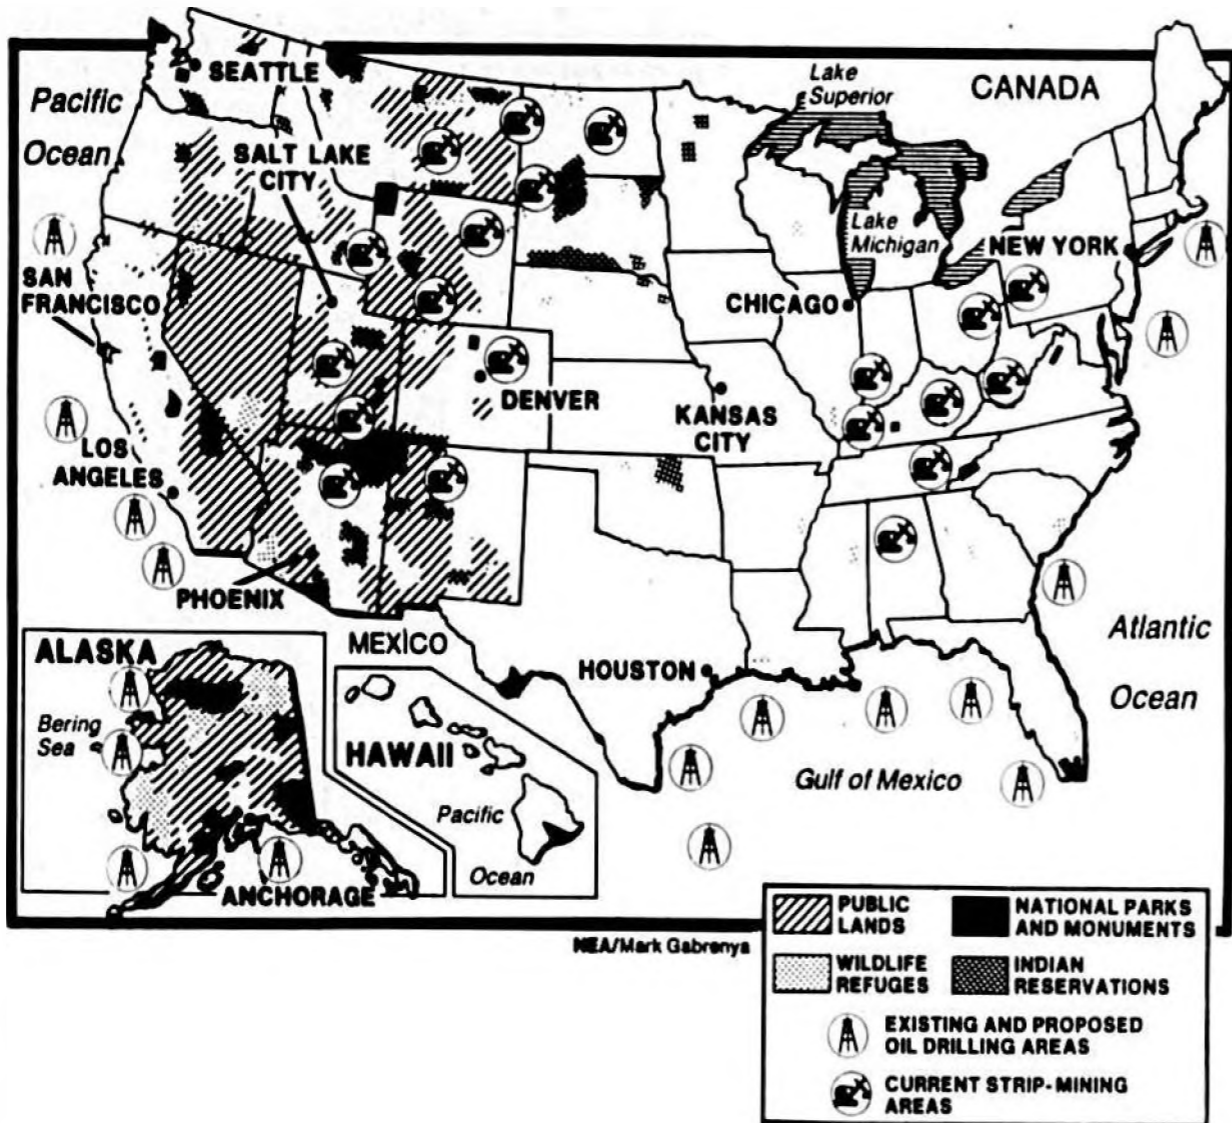 Pacific
Ocean
SEATTLE
SALT LAKE
CITY
Lake
Superior
CANADA
Lake
Michigan
NEW YORK
SAN
FRANCISCO
CHICAGO
DENVER
KANSAS
CITY
LOS
ANGELES
PHOENIX
MEXICO
HOUSTON
Atlantic
Ocean
Gulf of Mexico
ALASKA
Bering
Sea
ANCHORAGE
HAWAII
Pacific
Ocean
NEA/Mark Gabrenya
PUBLIC
LANDS
NATIONAL PARKS
AND MONUMENTS
WILDLIFE
REFUGES
INDIAN
RESERVATIONS
EXISTING AND PROPOSED
OIL DRILLING AREAS
CURRENT STRIP-MINING
AREAS